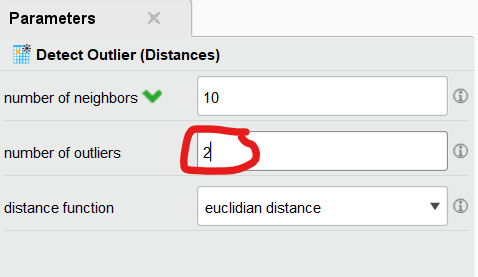 Parameters
Detect Outlier (Distances)
number of neighbors 10
number of outliers 2
distance function euclidian distance